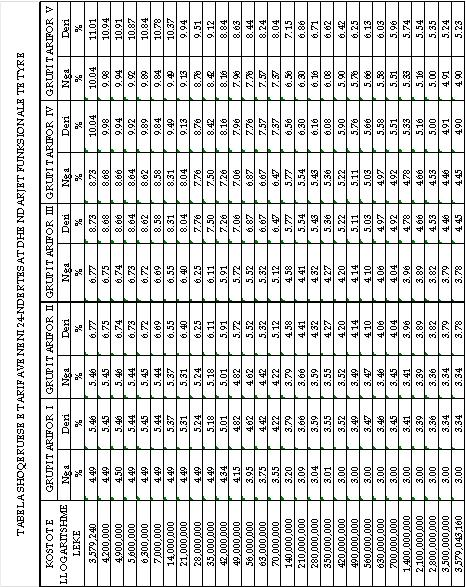 TABELA SHOQERUESE E TARIFAVE NENI 24-NDERTESAT DHE NDARJET FUNKSIONALE TE TYRE
KOSTOT E GRUPI TARIFOR I GRUPI TARIFOR II GRUPI TARIFOR III GRUPI TARIFOR IV GRUPI TARIFOR V
LLOGARITSHME Nga Deri Nga Deri Nga Deri Nga Deri Nga Deri
LEKE % % % % % % % % % %
3,579,240 4.49 5.46 5.46 6.77 6.77 8.73 8.73 10.04 10.04 11.01
4,200,000 4.49 5.45 5.45 6.75 6.75 8.68 8.68 9.98 9.98 10.94
4,900,000 4.50 5.46 5.46 6.74 6.74 8.66 8.66 9.94 9.94 10.91
5,600,000 4.49 5.44 5.44 6.73 6.73 8.64 8.64 9.92 9.92 10.87
6,300,000 4.49 5.45 5.45 6.72 6.72 8.62 8.62 9.89 9.89 10.84
7,000,000 4.49 5.44 5.44 6.69 6.69 8.58 8.58 9.84 9.84 10.78
14,000,000 4.49 5.37 5.37 6.55 6.55 8.31 8.31 9.49 9.49 10.37
21,000,000 4.49 5.31 5.31 6.40 6.40 8.04 8.04 9.13 9.13 9.94
28,000,000 4.49 5.24 5.24 6.25 6.25 7.76 7.76 8.76 8.76 9.51
35,000,000 4.49 5.18 5.18 6.11 6.11 7.50 7.50 8.42 8.42 9.12
42,000,000 4.34 5.01 5.01 5.91 5.91 7.26 7.26 8.16 8.16 8.84
49,000,000 4.15 4.82 4.82 5.72 5.72 7.06 7.06 7.96 7.96 8.63
56,000,000 3.95 4.62 4.62 5.52 5.52 6.87 6.87 7.76 7.76 8.44
63,000,000 3.75 4.42 4.42 5.32 5.32 6.67 6.67 7.57 7.57 8.24
70,000,000 3.55 4.22 4.22 5.12 5.12 6.47 6.47 7.37 7.37 8.04
140,000,000 3.20 3.79 3.79 4.58 4.58 5.77 5.77 6.56 6.56 7.15
210,000,000 3.09 3.66 3.66 4.41 4.41 5.54 5.54 6.30 6.30 6.86
280,000,000 3.04 3.59 3.59 4.32 4.32 5.43 5.43 6.16 6.16 6.71
350,000,000 3.01 3.55 3.55 4.27 4.27 5.36 5.36 6.08 6.08 6.62
420,000,000 3.00 3.52 3.52 4.20 4.20 5.22 5.22 5.90 5.90 6.42
490,000,000 3.00 3.49 3.49 4.14 4.14 5.11 5.11 5.76 5.76 6.25
560,000,000 3.00 3.47 3.47 4.10 4.10 5.03 5.03 5.66 5.66 6.13
630,000,000 3.00 3.46 3.46 4.06 4.06 4.97 4.97 5.58 5.58 6.03
700,000,000 3.00 3.45 3.45 4.04 4.04 4.92 4.92 5.51 5.51 5.96
1,400,000,000 3.00 3.41 3.41 3.96 3.96 4.78 4.78 5.33 5.33 5.74
2,100,000,000 3.00 3.39 3.39 3.89 3.89 4.66 4.66 5.16 5.16 5.54
2,800,000,000 3.00 3.36 3.36 3.82 3.82 4.53 4.53 5.00 5.00 5.35
3,500,000,000 3.00 3.34 3.34 3.79 3.79 4.46 4.46 4.91 4.91 5.24
3,579,043,160 3.00 3.34 3.34 3.78 3.78 4.45 4.45 4.90 4.90 5.23